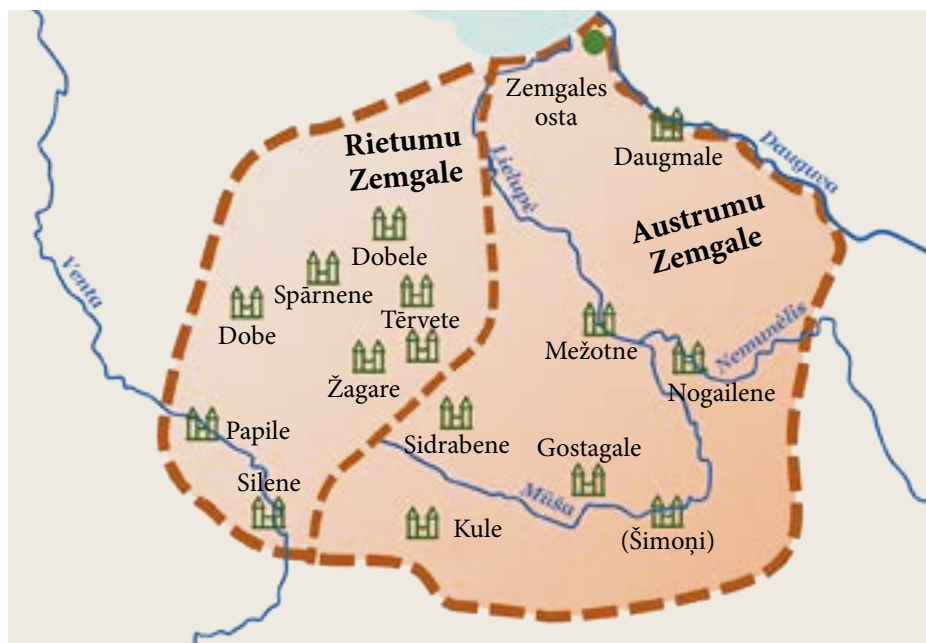 Zemgales
osta
Daugmale
Daugava
Rietumu
Zemgale
Lielupė
Austrumu
Zemgale
Dobele
Spārnene
Venta
Dobe
Tērvete
Mežotne
Nemunėlis
Žagare
Nogailene
Papile
Sidrabene
Gostagale
Silene
Mūša
Kule
(Šimoņi)